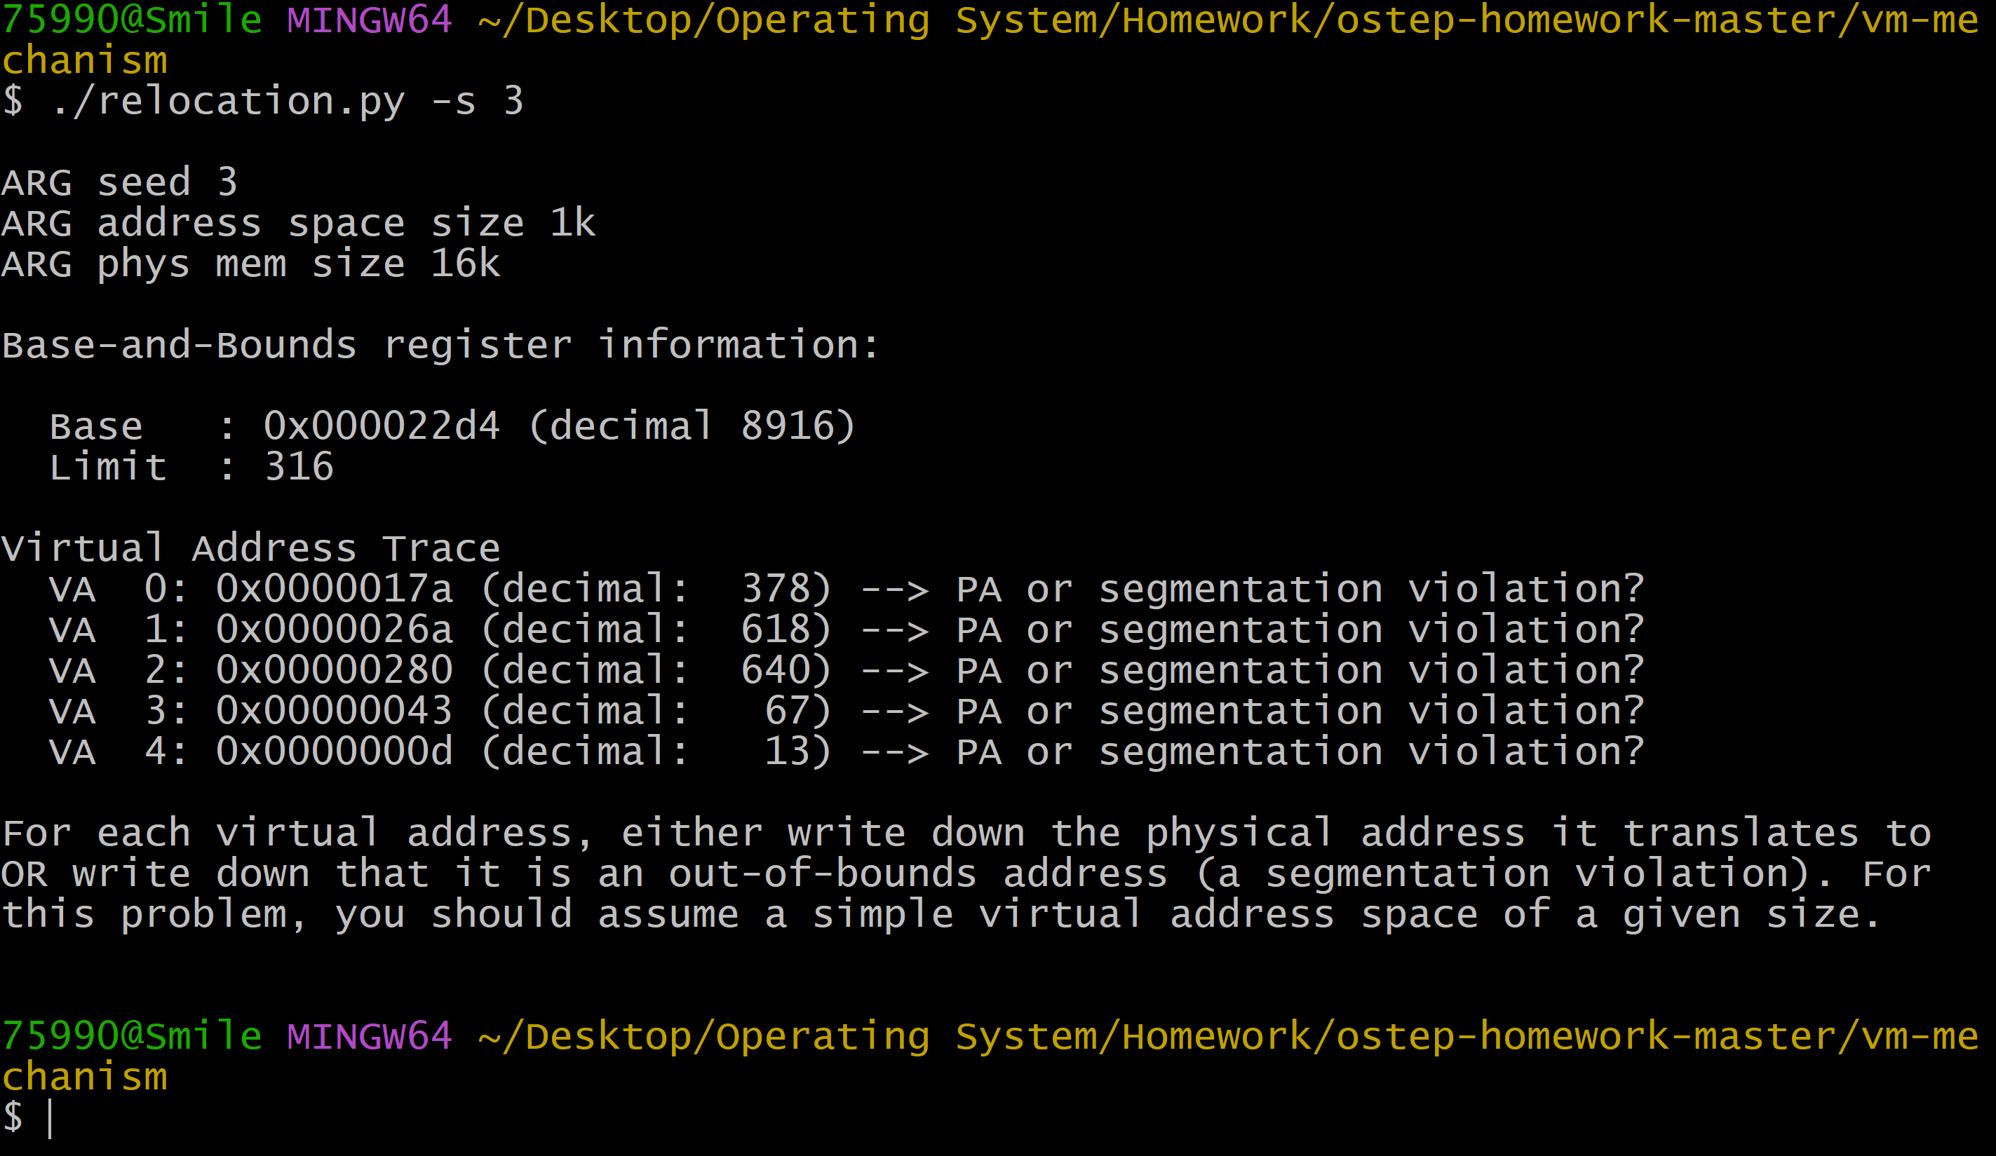 75990@Smile MINGW64 ~/Desktop/Operating System/Homework/ostep-homework-master/vm-me
chanism
$ ./relocation.py -s 3
ARG seed 3
ARG address space size 1k
ARG phys mem size 16k
Base-and-Bounds register information:
  Base   : 0x000022d4 (decimal 8916)
  Limit  : 316
Virtual Address Trace
  VA  0: 0x0000017a (decimal:  378) --> PA or segmentation violation?
  VA  1: 0x0000026a (decimal:  618) --> PA or segmentation violation?
  VA  2: 0x00000280 (decimal:  640) --> PA or segmentation violation?
  VA  3: 0x00000043 (decimal:   67) --> PA or segmentation violation?
  VA  4: 0x0000000d (decimal:   13) --> PA or segmentation violation?
For each virtual address, either write down the physical address it translates to
OR write down that it is an out-of-bounds address (a segmentation violation). For
this problem, you should assume a simple virtual address space of a given size.
75990@Smile MINGW64 ~/Desktop/Operating System/Homework/ostep-homework-master/vm-me
chanism
$